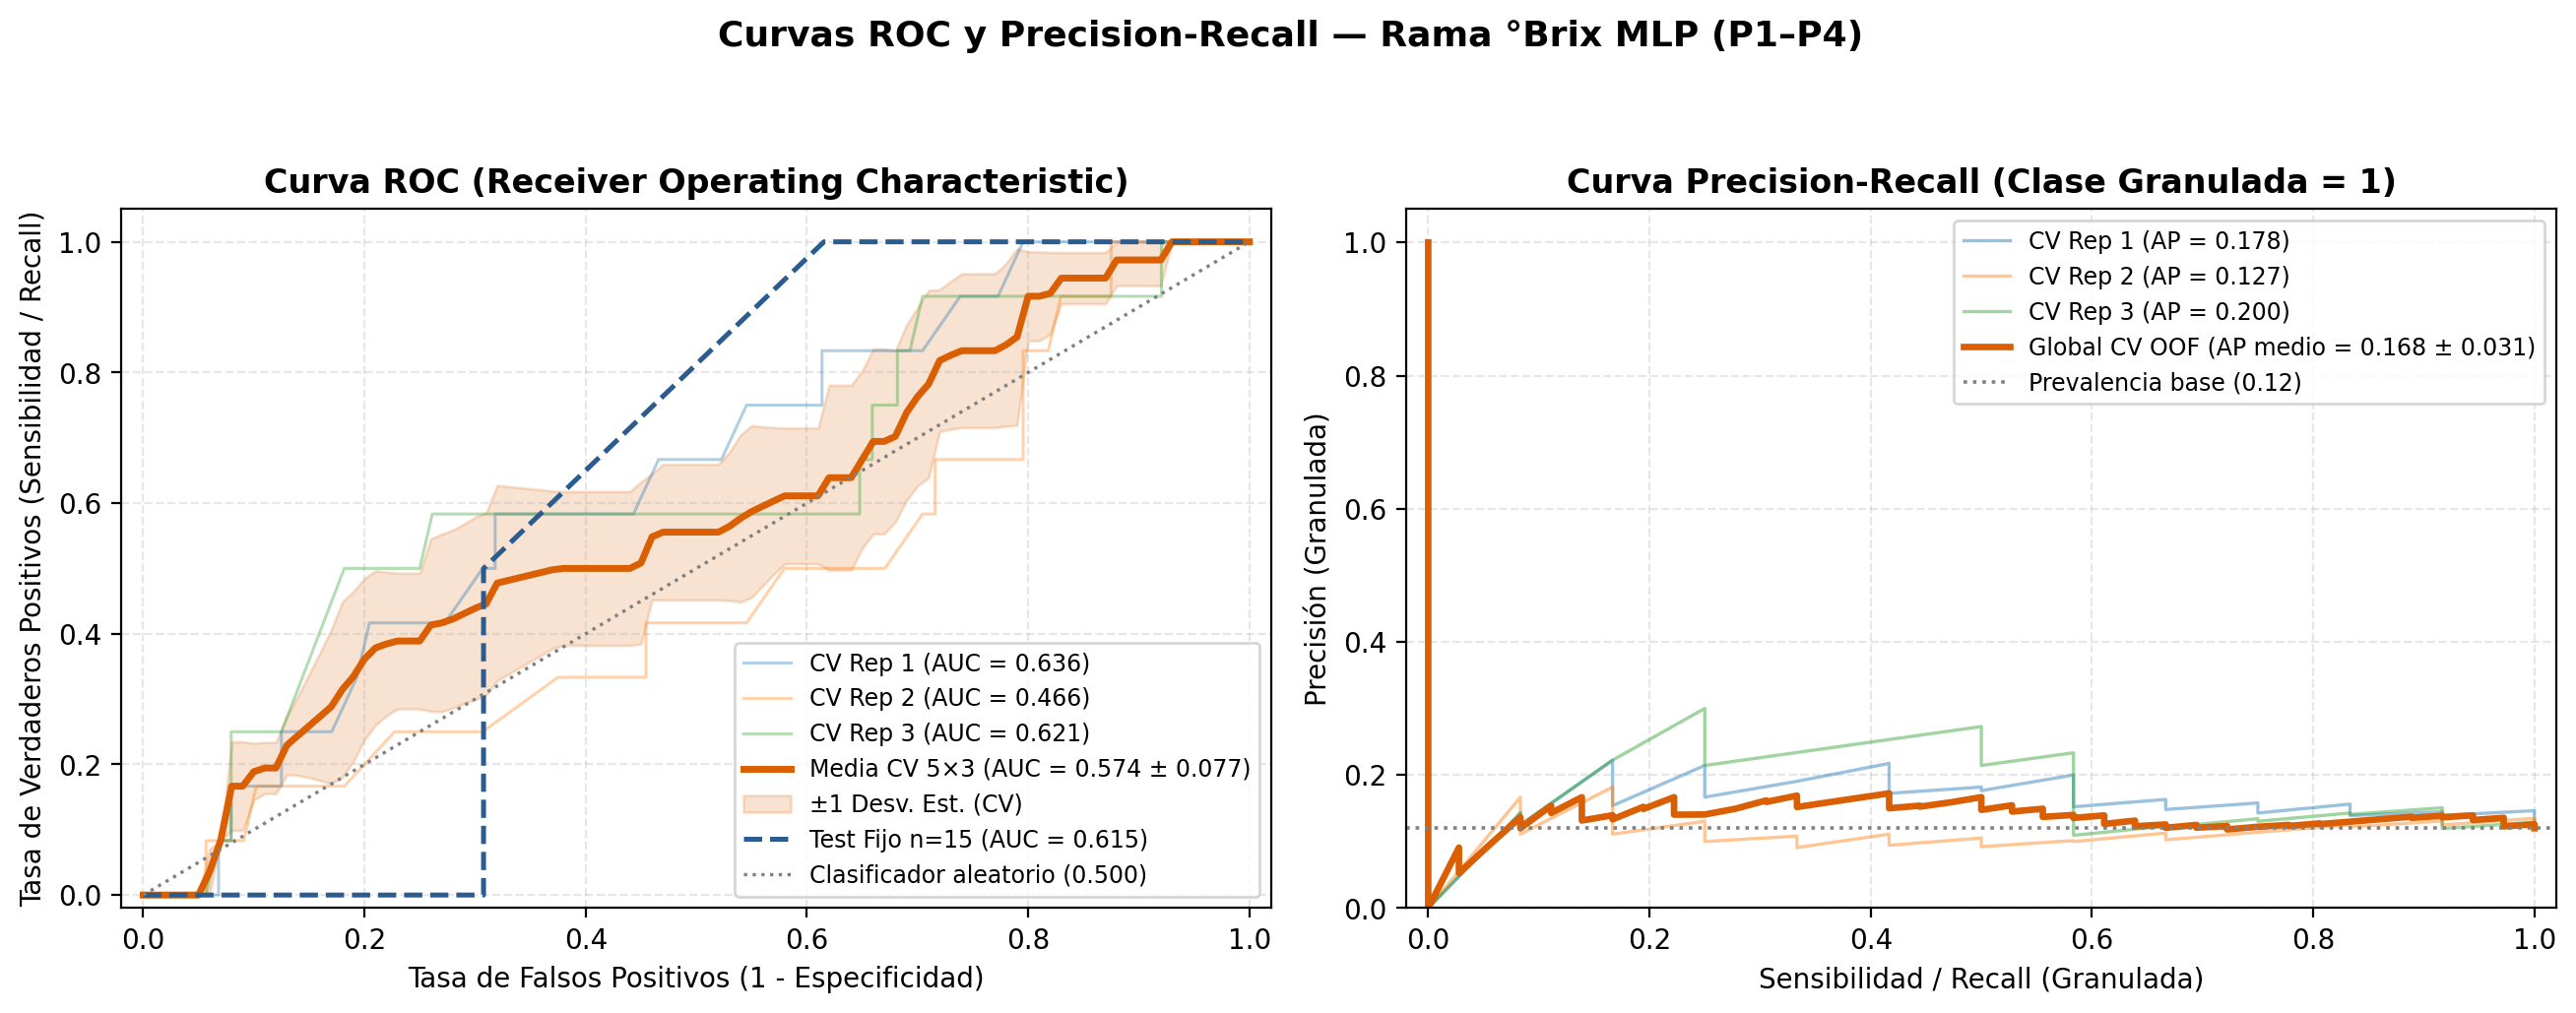 Curvas ROC y Precision-Recall — Rama °Brix MLP (P1–P4)
Curva ROC (Receiver Operating Characteristic)
Tasa de Verdaderos Positivos (Sensibilidad / Recall)
1.0
0.8
0.6
0.4
0.2
0.0
CV Rep 1 (AUC = 0.636)
CV Rep 2 (AUC = 0.466)
CV Rep 3 (AUC = 0.621)
Media CV 5×3 (AUC = 0.574 ± 0.077)
±1 Desv. Est. (CV)
Test Fijo n=15 (AUC = 0.615)
Clasificador aleatorio (0.500)
0.0 0.2 0.4 0.6 0.8 1.0
Tasa de Falsos Positivos (1 - Especificidad)
Curva Precision-Recall (Clase Granulada = 1)
Precisión (Granulada)
1.0
0.8
0.6
0.4
0.2
0.0
CV Rep 1 (AP = 0.178)
CV Rep 2 (AP = 0.127)
CV Rep 3 (AP = 0.200)
Global CV OOF (AP medio = 0.168 ± 0.031)
Prevalencia base (0.12)
0.0 0.2 0.4 0.6 0.8 1.0
Sensibilidad / Recall (Granulada)